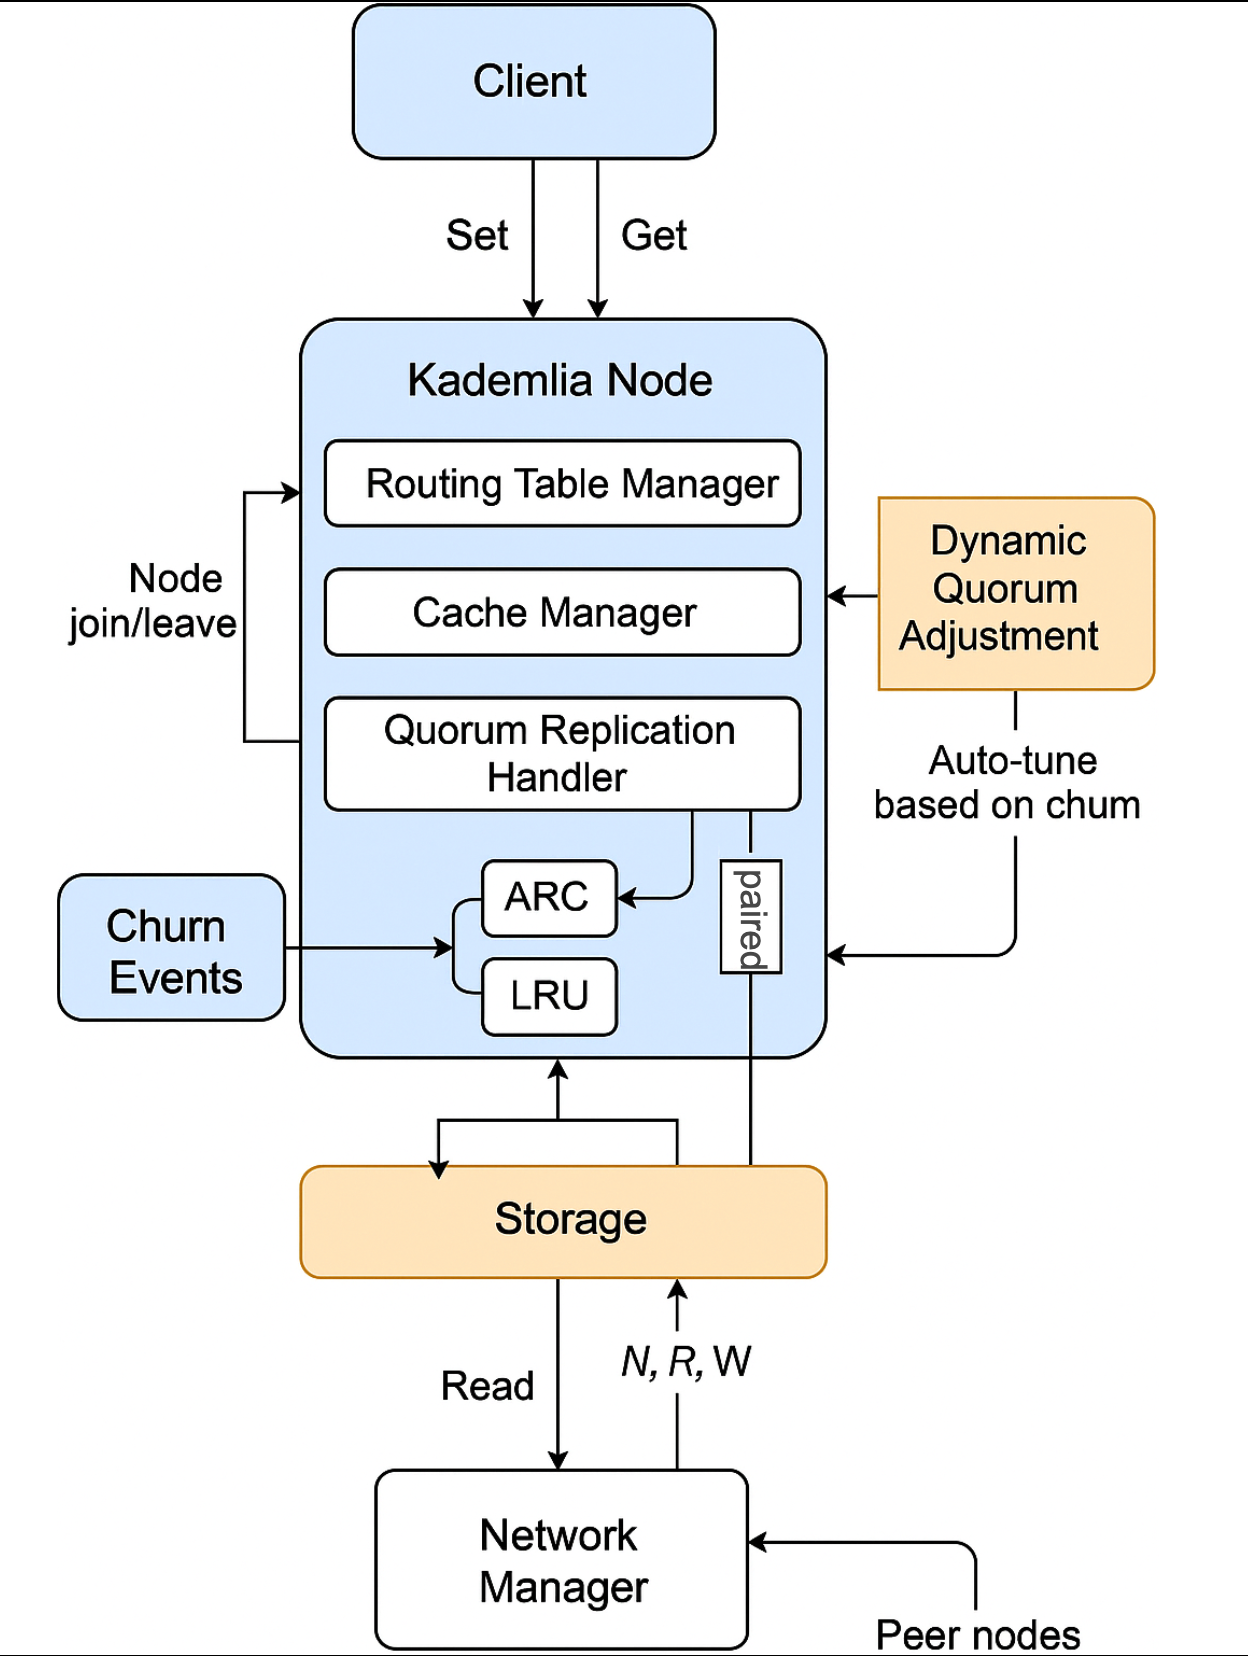 Client
Set
Get
Kademlia Node
Routing Table Manager
Cache Manager
Quorum Replication
Handler
Node
join/leave
Dynamic
Quorum
Adjustment
Auto-tune
based on chum
Churn
Events
ARC
LRU
paired
Storage
Read
N, R, W
Network
Manager
Peer nodes